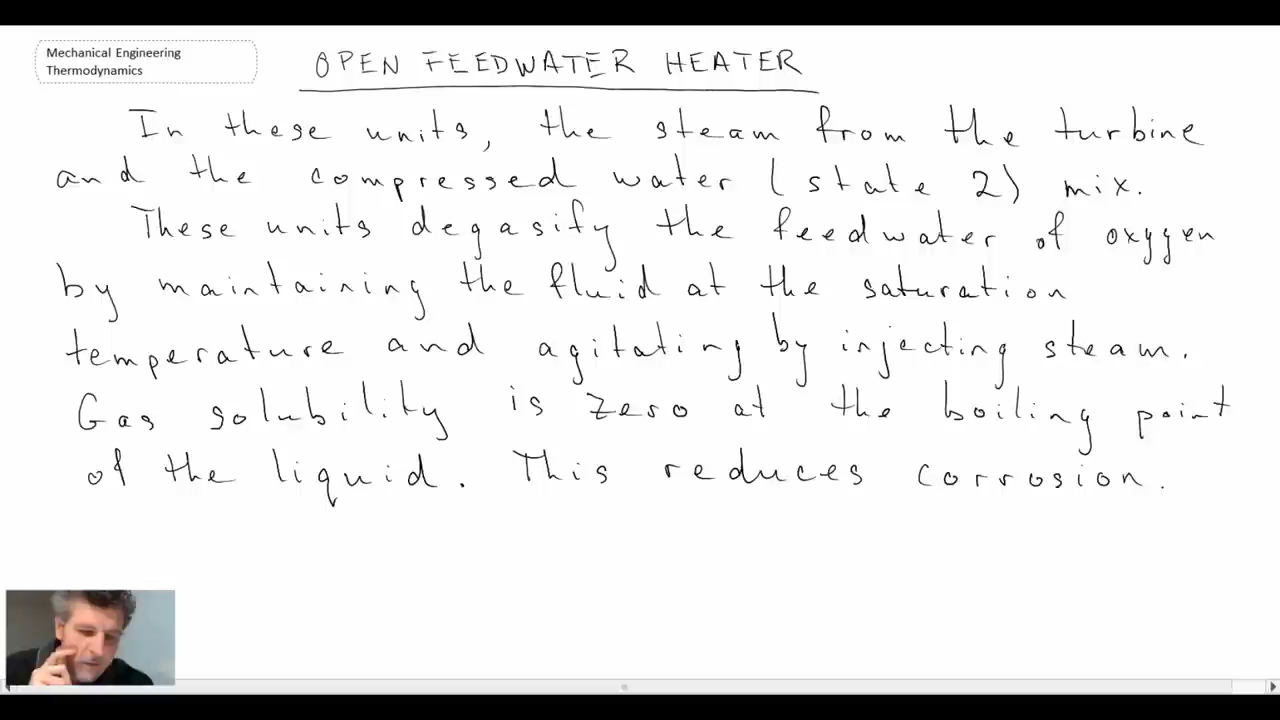 Mechanical Engineering
Thermodynamics
OPEN FEEDWATER HEATER
In these units, the steam from the turbine
and the compressed water (state 2) mix.
These units degasify the feedwater of oxygen
by maintaining the fluid at the saturation
temperature and agitating by injecting steam.
Gas solubility is zero at the boiling point
of the liquid. This reduces corrosion.